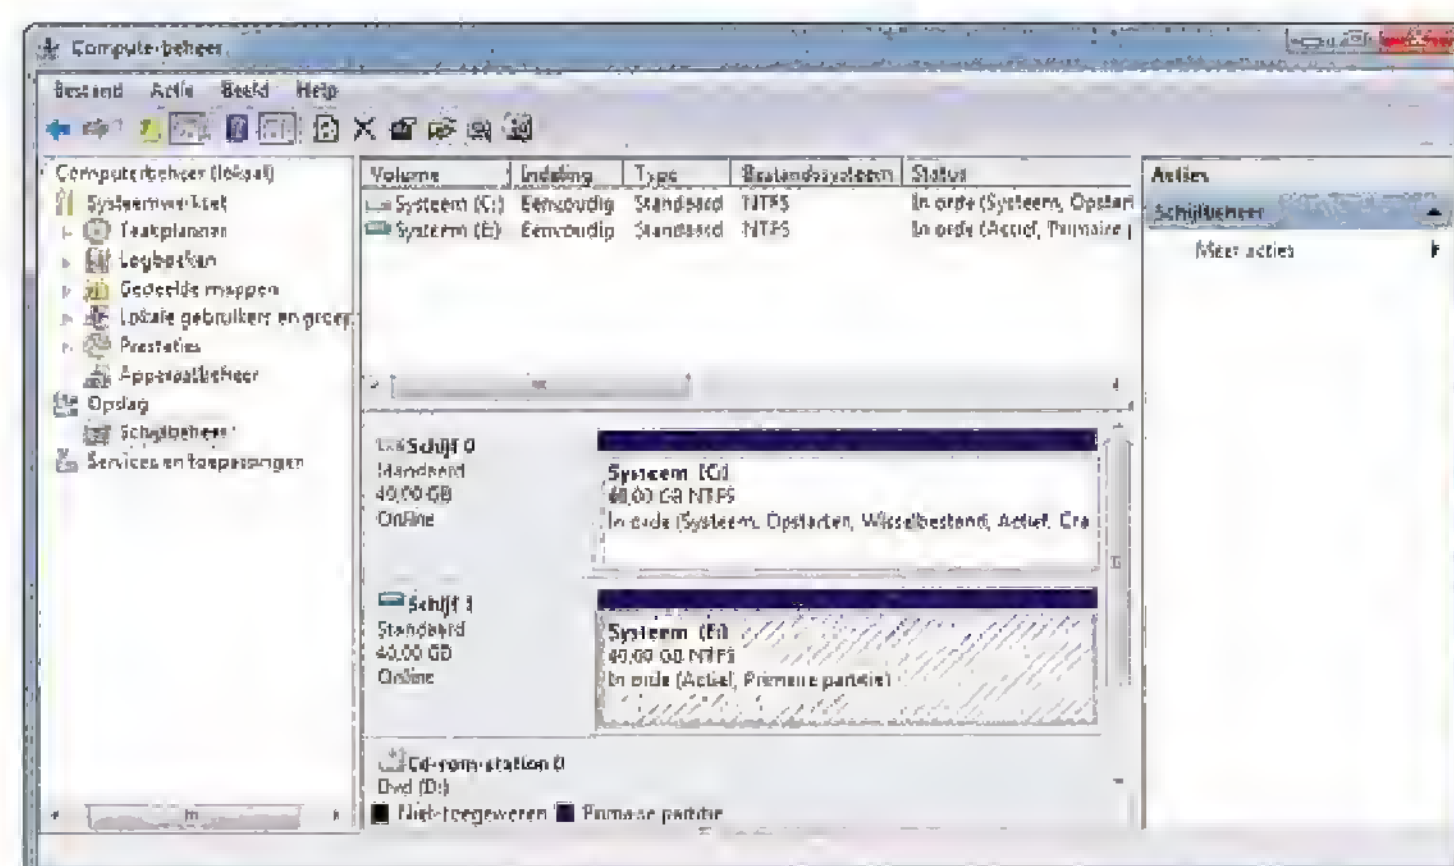 Computerbeheer
Bestand Actie Beeld Help
Computerbeheer (lokaal)
Systeemwerkset
Taakplanner
Logboeken
Gedeelde mappen
Lokale gebruikers en groep
Prestaties
Apparaatbeheer
Opslag
Schijfbeheer
Services en toepassingen
Volume Indeling Type Bestandssysteem Status
Systeem (C:) Eenvoudig Standaard NTFS In orde (Systeem, Opstart
Systeem (E:) Eenvoudig Standaard NTFS In orde (Actief, Primaire p
Schijf 0
Standaard
40,00 GB
Online
Systeem (C:)
40,00 GB NTFS
In orde (Systeem, Opstarten, Wisselbestand, Actief, Cra
Schijf 1
Standaard
40,00 GB
Online
Systeem (E:)
40,00 GB NTFS
In orde (Actief, Primaire partitie)
Cd-rom-station 0
Dvd (D:)
Niet-toegewezen Primaire partitie
Acties
Schijfbeheer
Meer acties